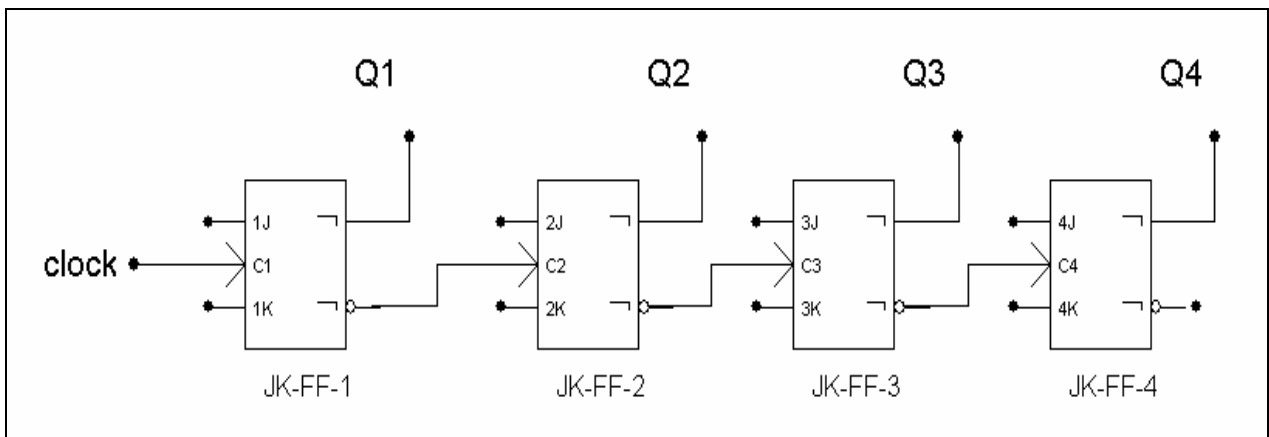 Q1 Q2 Q3 Q4
1J 2J 3J 4J
clock C1 C2 C3 C4
1K 2K 3K 4K
JK-FF-1 JK-FF-2 JK-FF-3 JK-FF-4